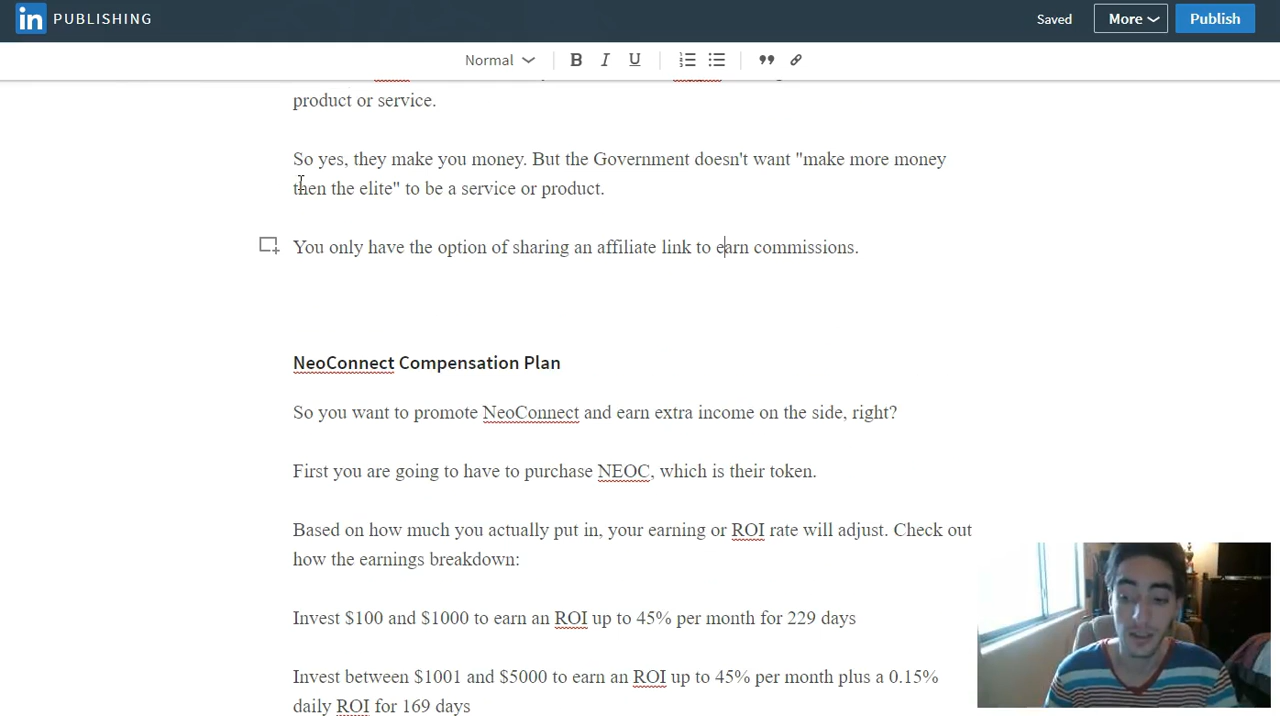 in PUBLISHING
Saved
More
Publish
Normal
B
I
U
product or service.
So yes, they make you money. But the Government doesn't want "make more money
then the elite" to be a service or product.
You only have the option of sharing an affiliate link to earn commissions.
NeoConnect Compensation Plan
So you want to promote NeoConnect and earn extra income on the side, right?
First you are going to have to purchase NEOC, which is their token.
Based on how much you actually put in, your earning or ROI rate will adjust. Check out
how the earnings breakdown:
Invest $100 and $1000 to earn an ROI up to 45% per month for 229 days
Invest between $1001 and $5000 to earn an ROI up to 45% per month plus a 0.15%
daily ROI for 169 days